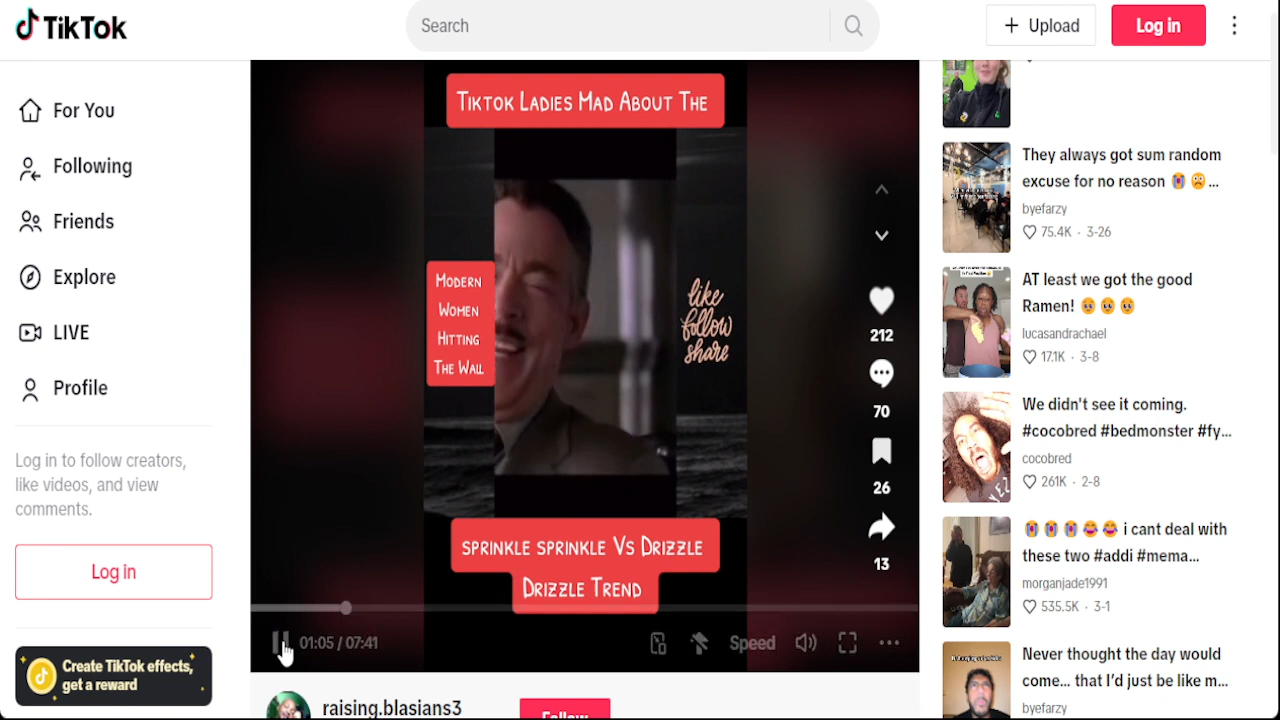 TikTok
Search
Upload
Log in
For You
Following
Friends
Explore
LIVE
Profile
Log in to follow creators,
like videos, and view
comments.
Log in
Create TikTok effects,
get a reward
Tiktok Ladies Mad About The
Modern
Women
Hitting
The Wall
like
follow
share
sprinkle sprinkle Vs Drizzle
Drizzle Trend
212
70
26
13
01:05 / 07:41
Speed
raising.blasians3
Follow
They always got sum random
excuse for no reason 😭 😢 ...
byefarzy
75.4K · 3-26
AT least we got the good
Ramen! 🥹 🥹 🥹
lucasandrachael
17.1K · 3-8
We didn't see it coming.
#cocobred #bedmonster #fy...
cocobred
261K · 2-8
😭 😭 😭 😂 😂 i cant deal with
these two #addi #mema...
morganjade1991
535.5K · 3-1
Never thought the day would
come... that I'd just be like m...
byefarzy